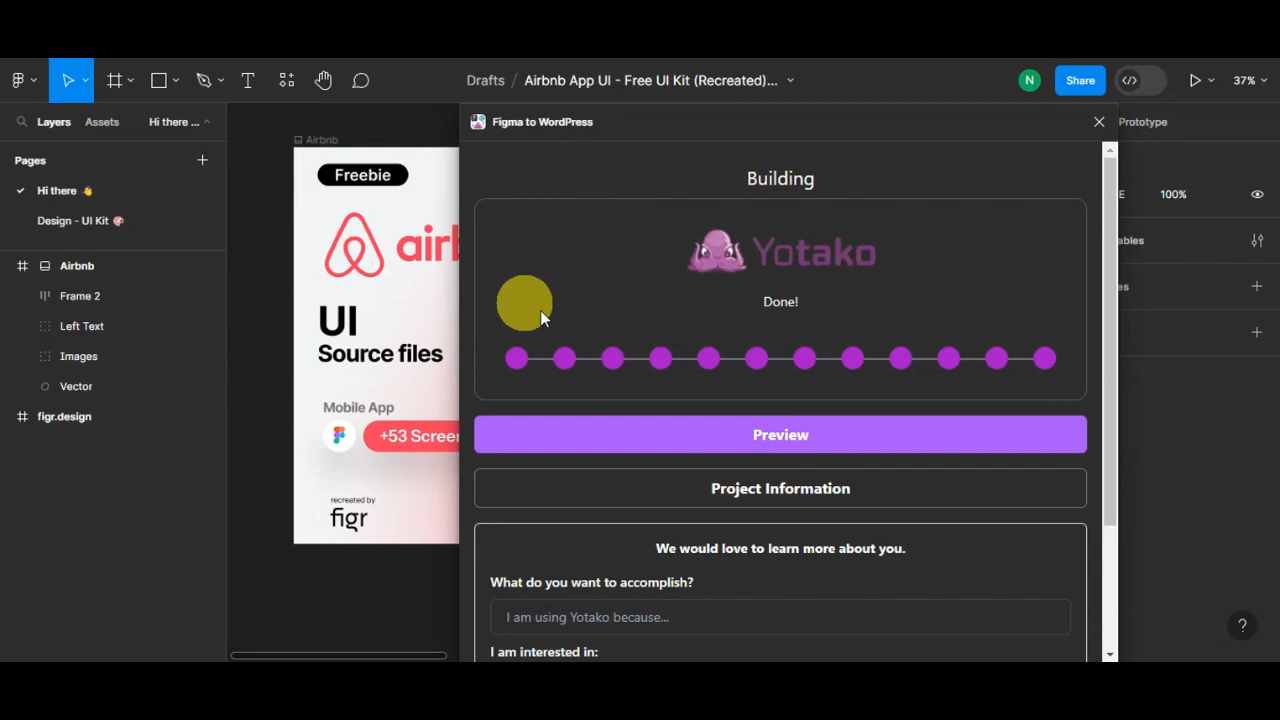 Drafts / Airbnb App UI - Free UI Kit (Recreated)...
N
Share
37%
Layers
Assets
Hi there ...
Figma to WordPress
Prototype
Pages
Hi there 👋
Design - UI Kit 🎨
Airbnb
Frame 2
Left Text
Images
Vector
figr.design
Airbnb
Freebie
airb
UI
Source files
Mobile App
+53 Screen
recreated by
figr
Building
Yotako
Done!
Preview
Project Information
We would love to learn more about you.
What do you want to accomplish?
I am using Yotako because...
I am interested in:
E
100%
ables
es
?